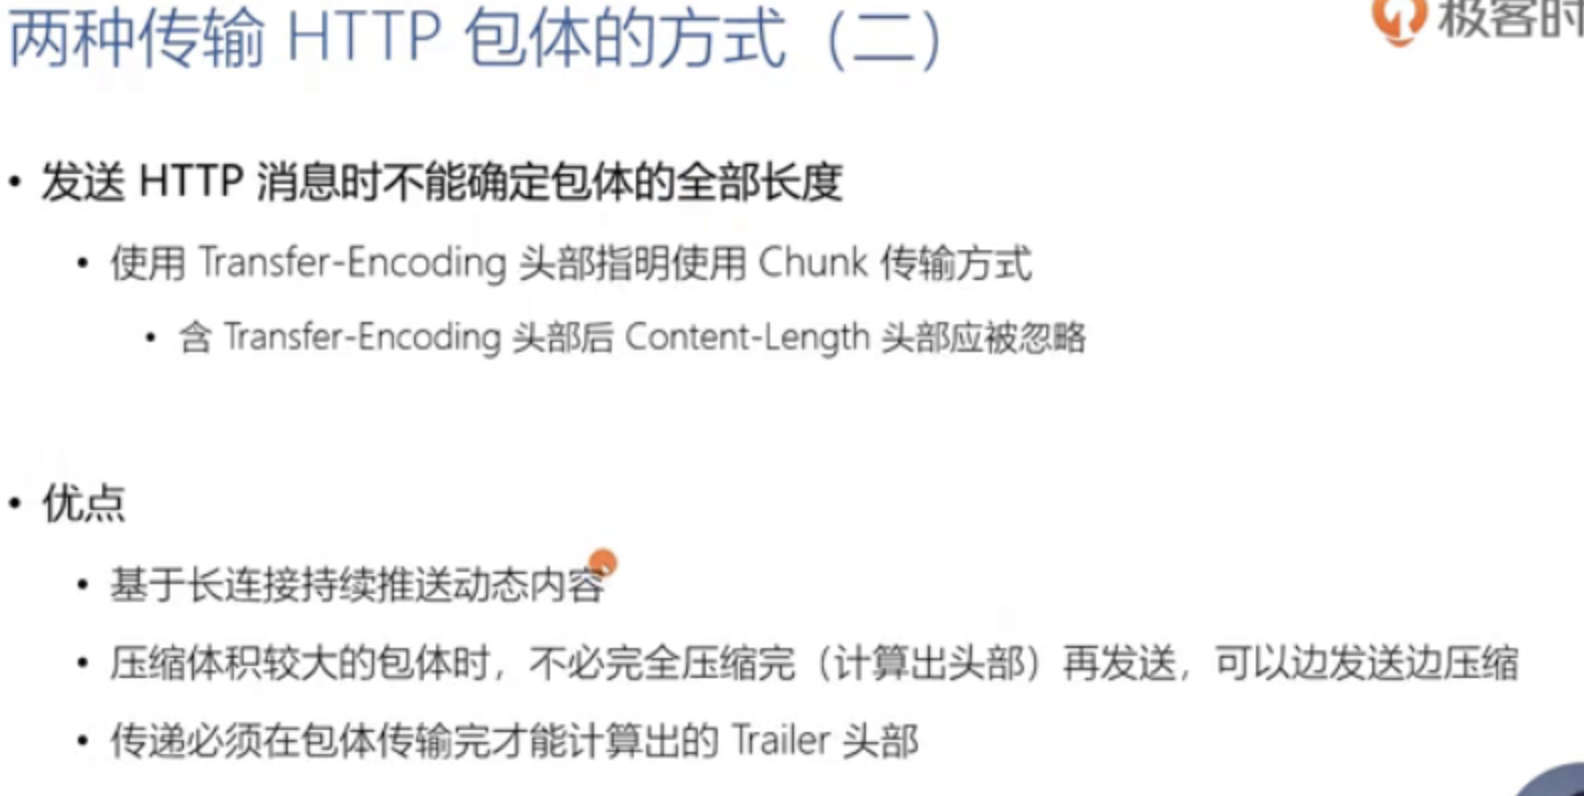 两种传输 HTTP 包体的方式（二）
极客时
• 发送 HTTP 消息时不能确定包体的全部长度
• 使用 Transfer-Encoding 头部指明使用 Chunk 传输方式
• 含 Transfer-Encoding 头部后 Content-Length 头部应被忽略
• 优点
• 基于长连接持续推送动态内容
• 压缩体积较大的包体时，不必完全压缩完（计算出头部）再发送，可以边发送边压缩
• 传递必须在包体传输完才能计算出的 Trailer 头部